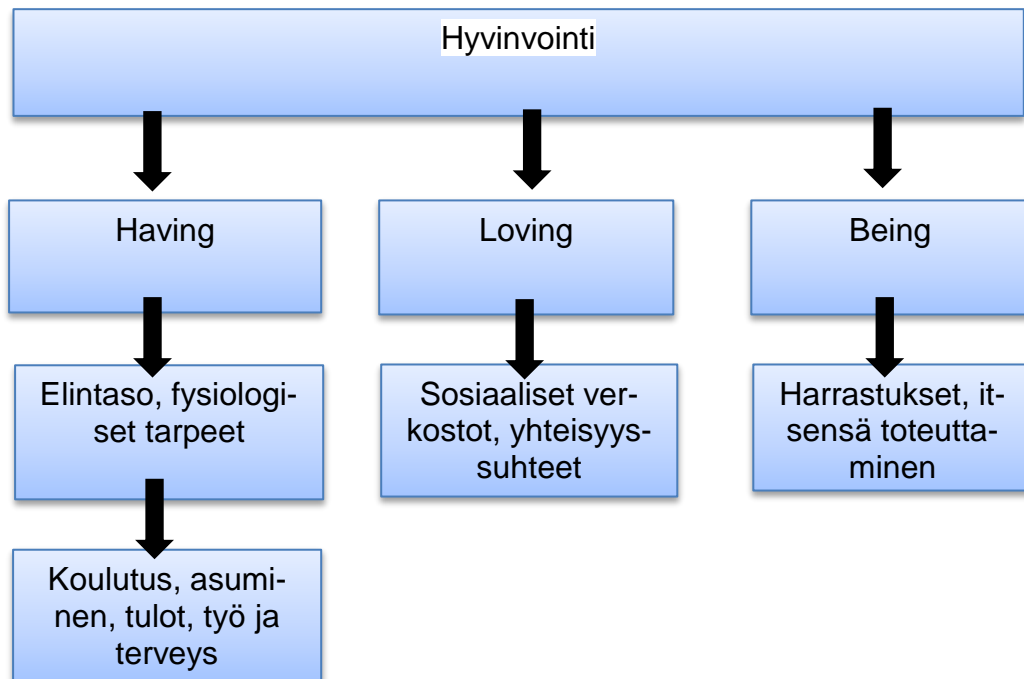 Hyvinvointi
Having
Loving
Being
Elintaso, fysiologi-
set tarpeet
Sosiaaliset ver-
kostot, yhteisyys-
suhteet
Harrastukset, it-
sensä toteutta-
minen
Koulutus, asumi-
nen, tulot, työ ja
terveys